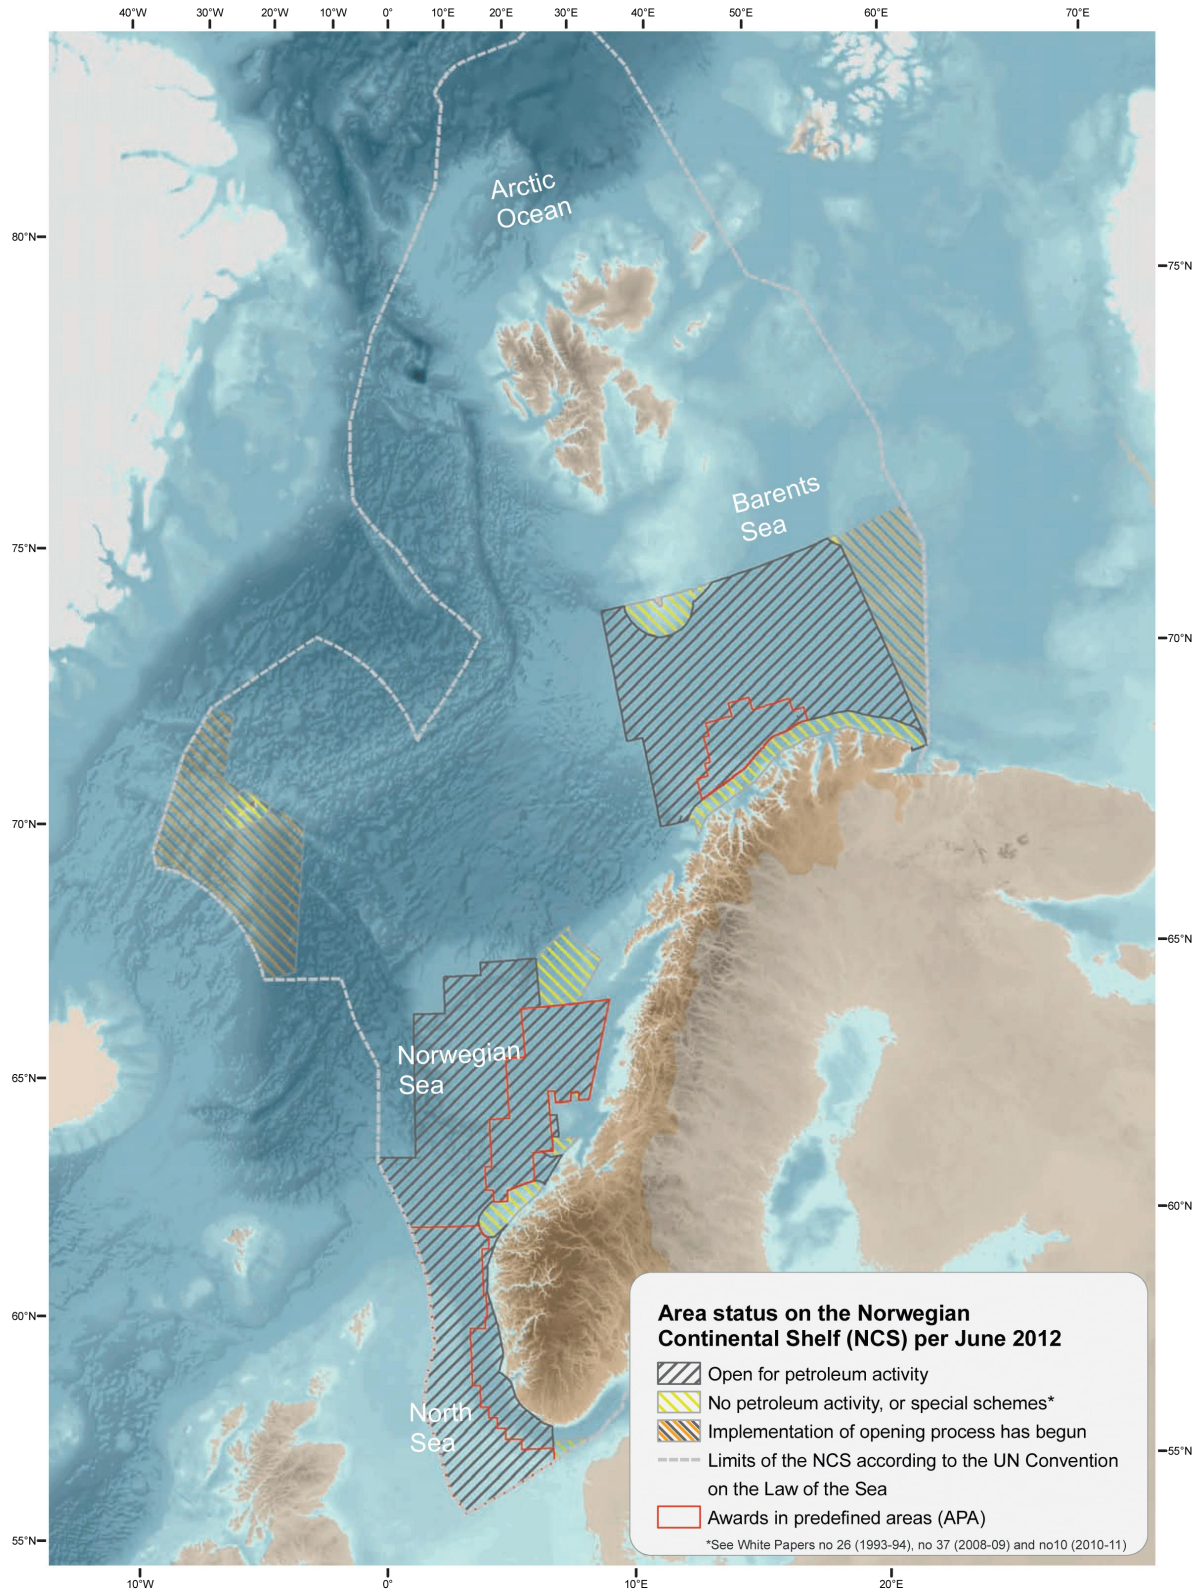 40°W 30°W 20°W 10°W 0° 10°E 20°E 30°E 40°E 50°E 60°E 70°E
Arctic
Ocean
80°N
75°N
Barents
Sea
75°N
70°N
70°N
65°N
Norwegian
Sea
65°N
60°N
60°N
North
Sea
55°N
55°N
Area status on the Norwegian
Continental Shelf (NCS) per June 2012
Open for petroleum activity
No petroleum activity, or special schemes*
Implementation of opening process has begun
Limits of the NCS according to the UN Convention
on the Law of the Sea
Awards in predefined areas (APA)
*See White Papers no 26 (1993-94), no 37 (2008-09) and no10 (2010-11)
10°W 0° 10°E 20°E